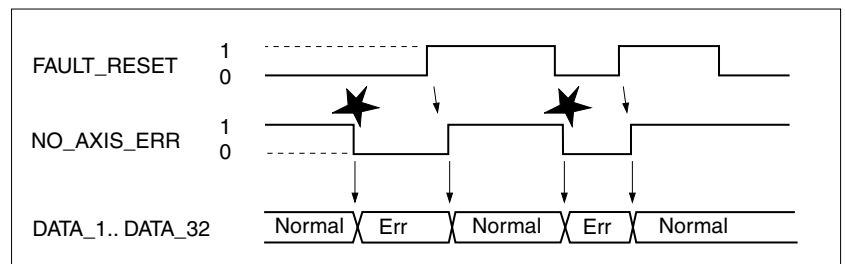 FAULT_RESET 1
0
NO_AXIS_ERR 1
0
DATA_1.. DATA_32 Normal Err Normal Err Normal